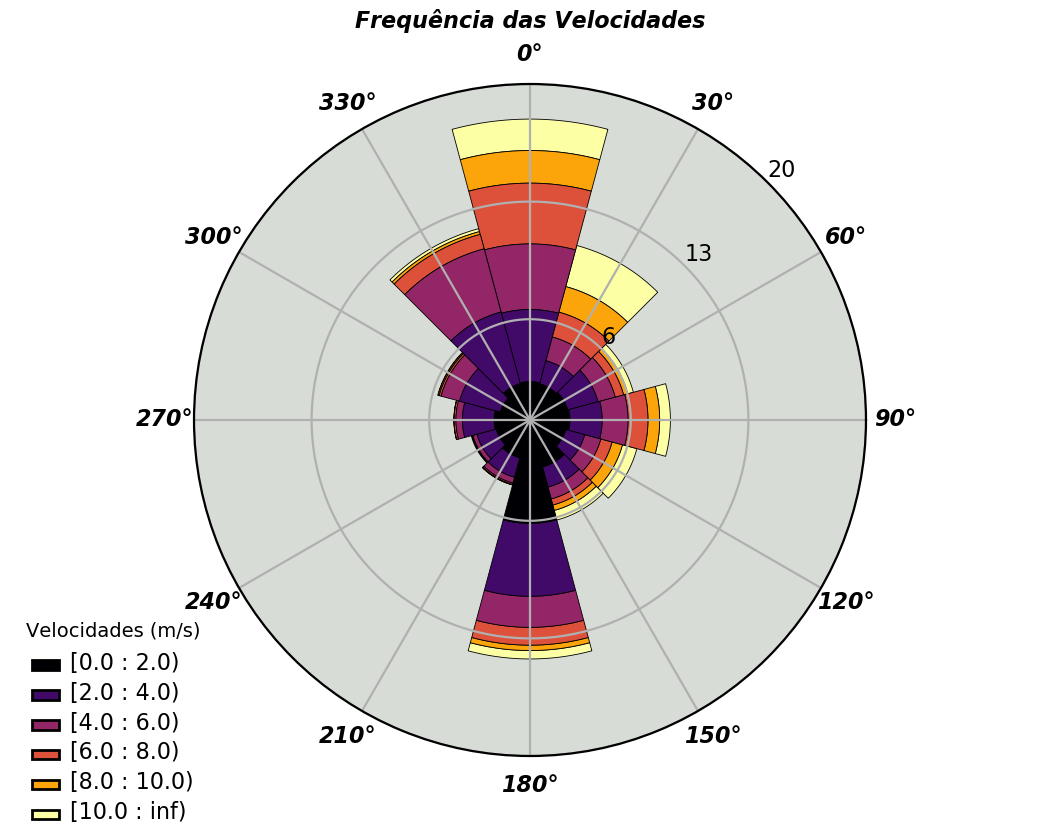 Frequência das Velocidades
0°
330°
30°
20
300°
60°
13
6
270°
90°
240°
120°
Velocidades (m/s)
[0.0 : 2.0)
[2.0 : 4.0)
[4.0 : 6.0)
210°
150°
[6.0 : 8.0)
[8.0 : 10.0)
180°
[10.0 : inf)